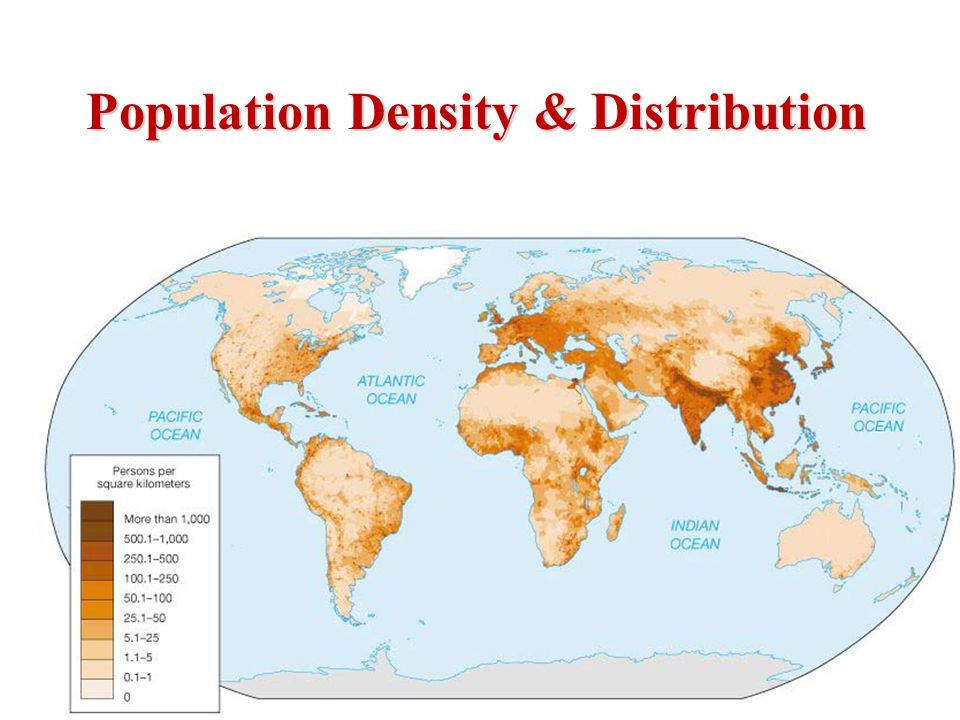 Population Density & Distribution
ATLANTIC
OCEAN
PACIFIC
OCEAN
PACIFIC
OCEAN
INDIAN
OCEAN
Persons per
square kilometers
More than 1,000
500.1–1,000
250.1–500
100.1–250
50.1–100
25.1–50
5.1–25
1.1–5
0.1–1
0